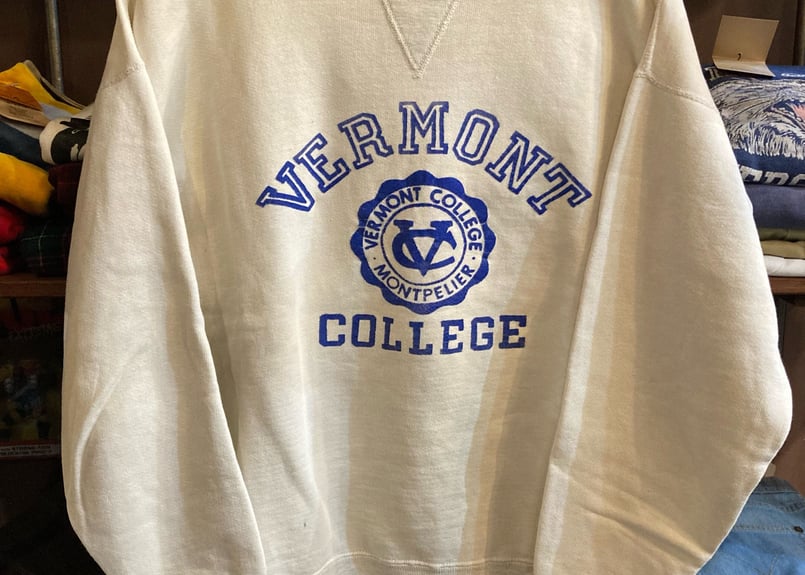 VERMONT
VERMONT COLLEGE
VC
· MONTPELIER ·
COLLEGE